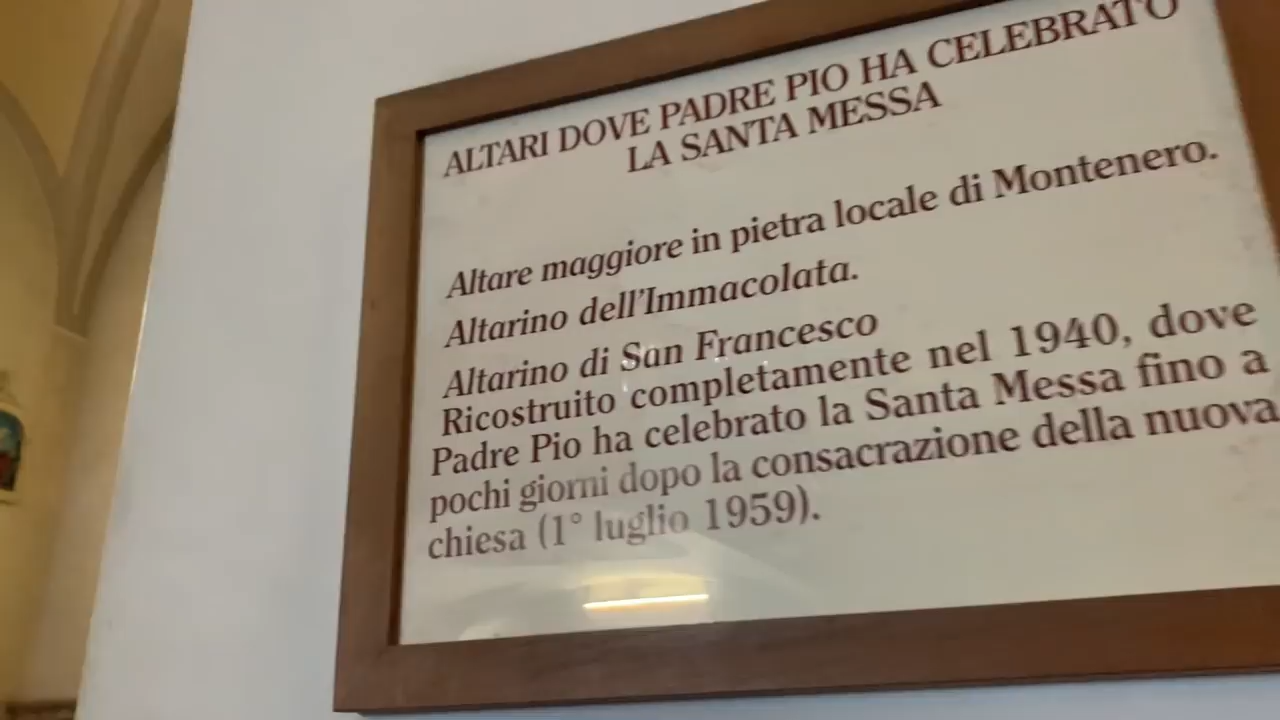 ALTARI DOVE PADRE PIO HA CELEBRATO
LA SANTA MESSA
Altare maggiore in pietra locale di Montenero.
Altarino dell'Immacolata.
Altarino di San Francesco
Ricostruito completamente nel 1940, dove
Padre Pio ha celebrato la Santa Messa fino a
pochi giorni dopo la consacrazione della nuova
chiesa (1° luglio 1959).